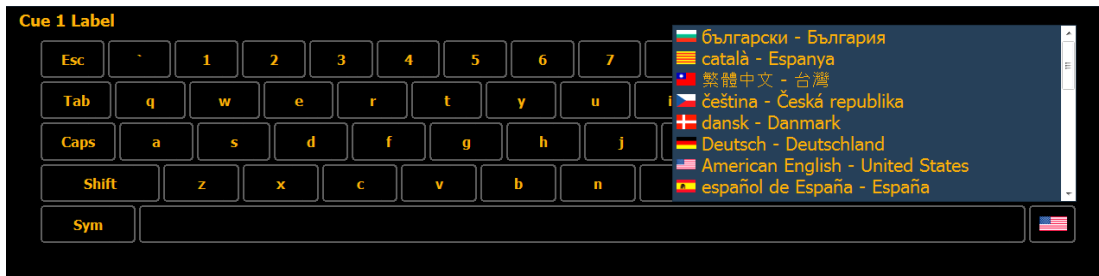 Cue 1 Label
Esc ` 1 2 3 4 5 6 7
Tab q w e r t y u i
Caps a s d f g h j
Shift z x c v b n
Sym
български - България
català - Espanya
繁體中文 - 台灣
čeština - Česká republika
dansk - Danmark
Deutsch - Deutschland
American English - United States
español de España - España